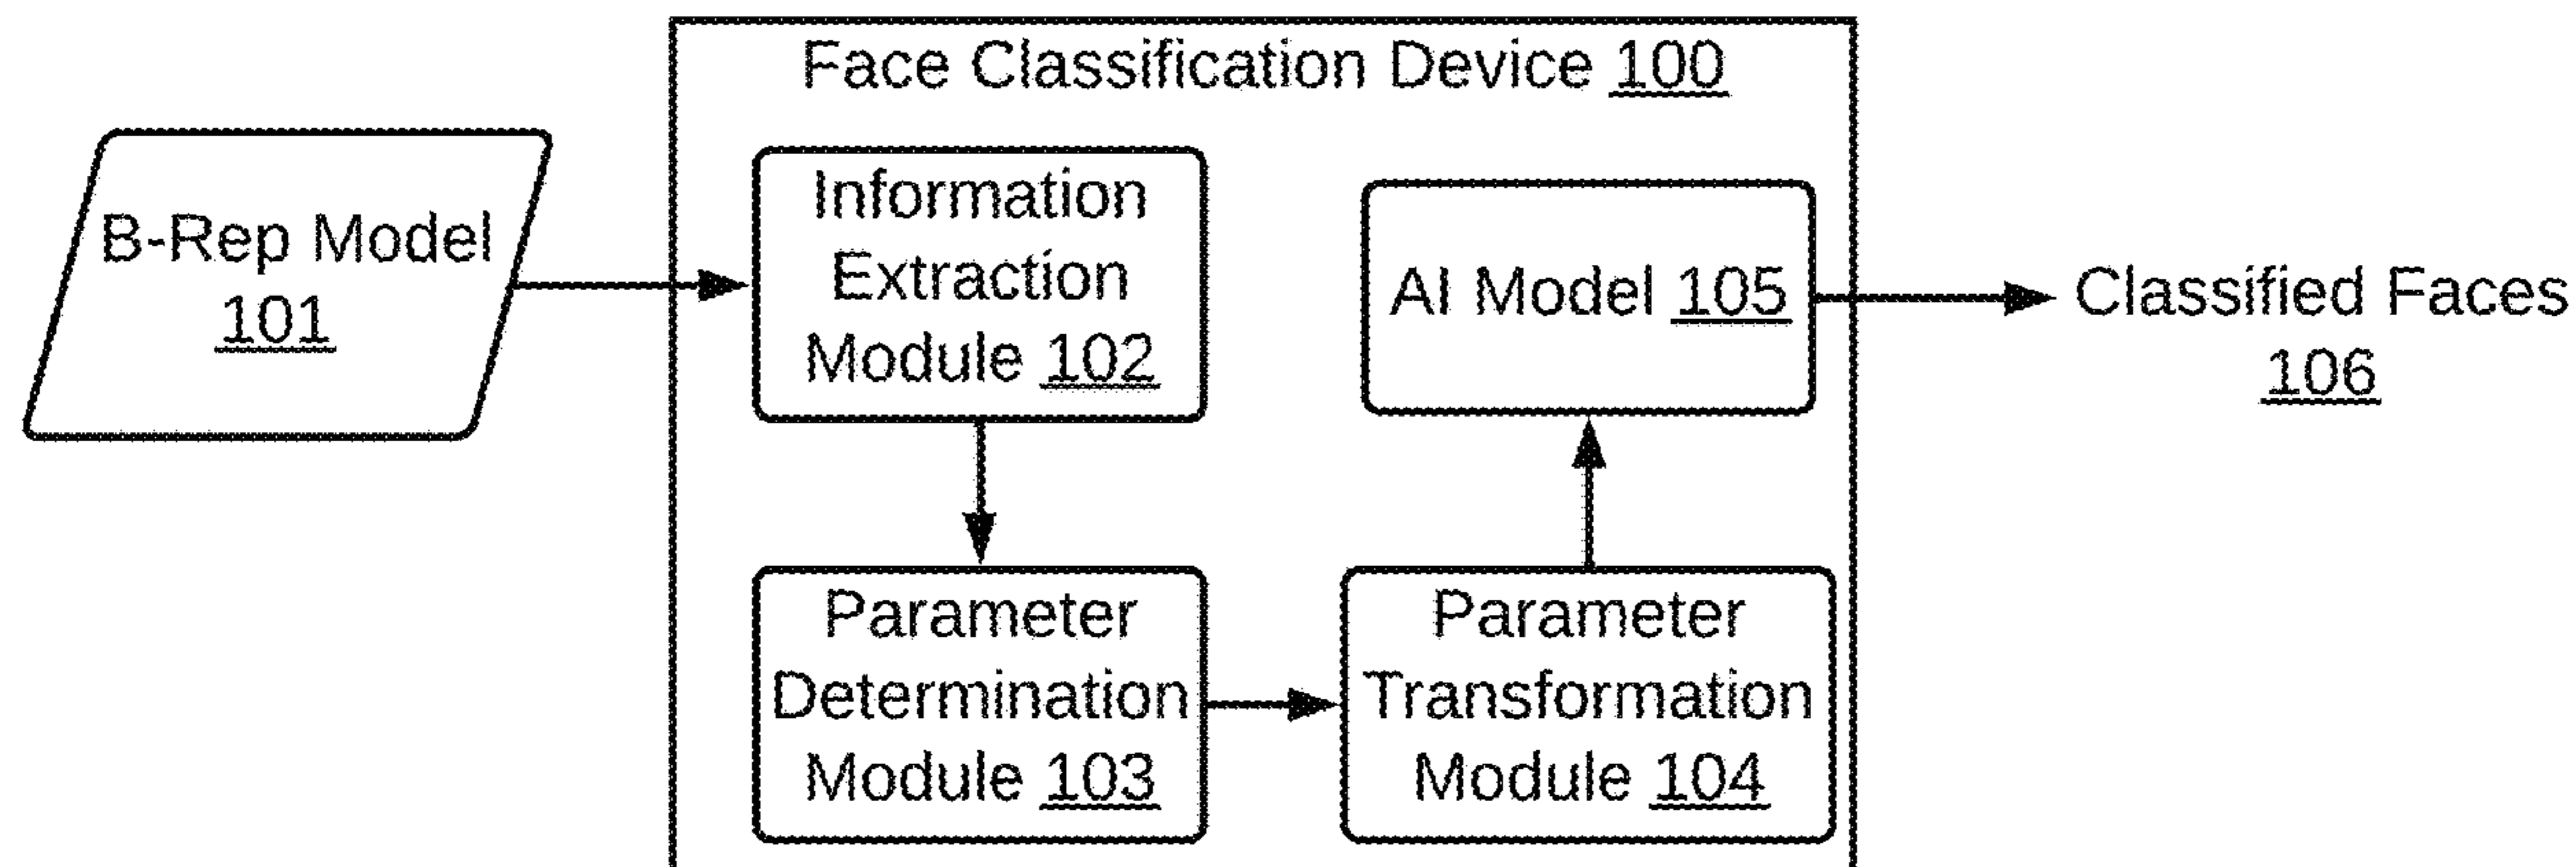 Face Classification Device 100
B-Rep Model
101
Information
Extraction
Module 102
AI Model 105
Classified Faces
106
Parameter
Determination
Module 103
Parameter
Transformation
Module 104